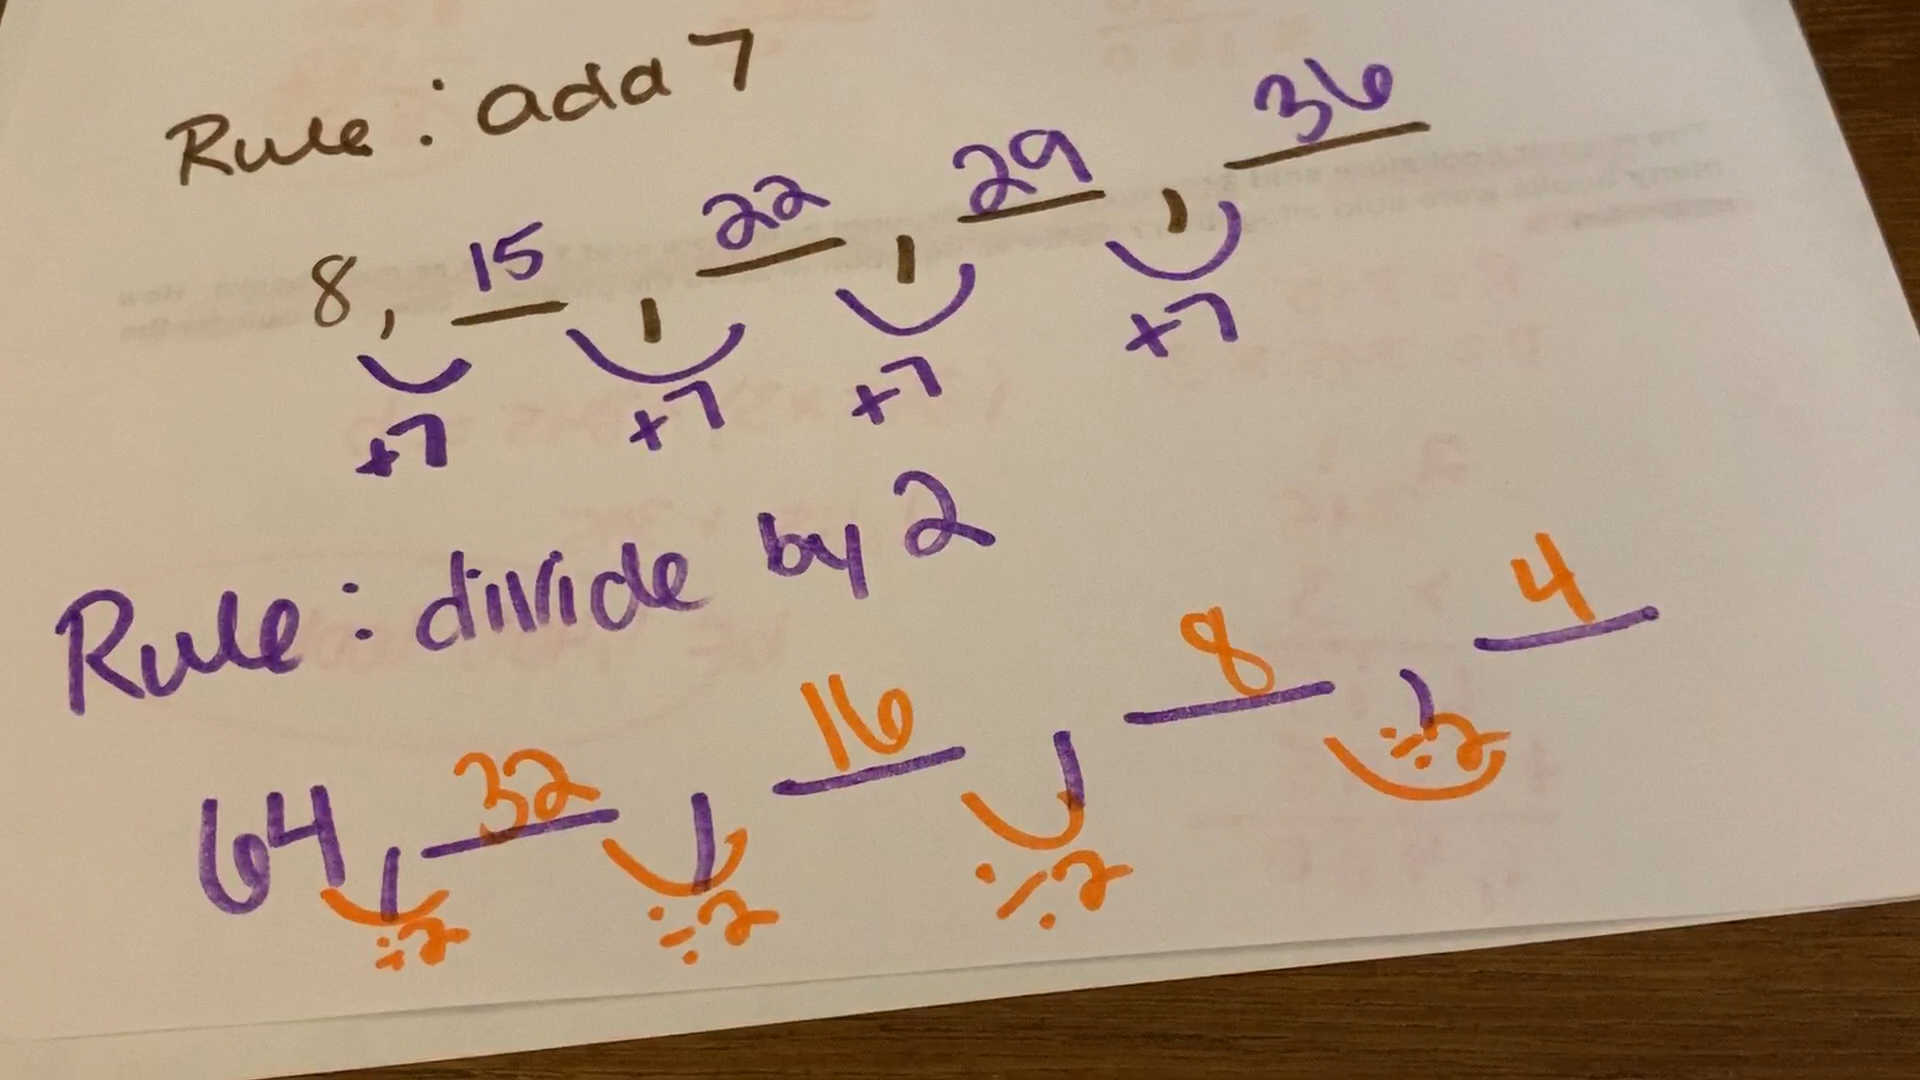 Rule: add 7
8, 15, 22, 29, 36
+7 +7 +7 +7
Rule: divide by 2
64, 32, 16, 8, 4
÷2 ÷2 ÷2 ÷2